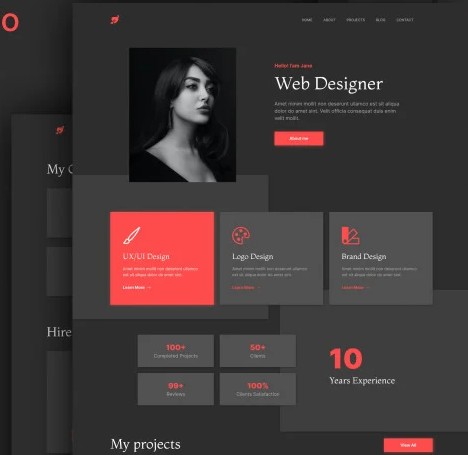 O
HOME ABOUT PROJECTS BLOG CONTACT
Hello! I'am Jane
Web Designer
Amet minim mollit non deserunt ullamco est sit aliqua
dolor do amet sint. Velit officia consequat duis enim
velit mollit.
About me
My
UX/UI Design
Amet minim mollit non deserunt ullamco
est sit aliqua dolor do amet sint.
Learn More →
Logo Design
Amet minim mollit non deserunt ullamco
est sit aliqua dolor do amet sint.
Learn More →
Brand Design
Amet minim mollit non deserunt ullamco
est sit aliqua dolor do amet sint.
Learn More →
Hire
100+
Completed Projects
50+
Clients
99+
Reviews
100%
Clients Satisfaction
10
Years Experience
My projects
View All